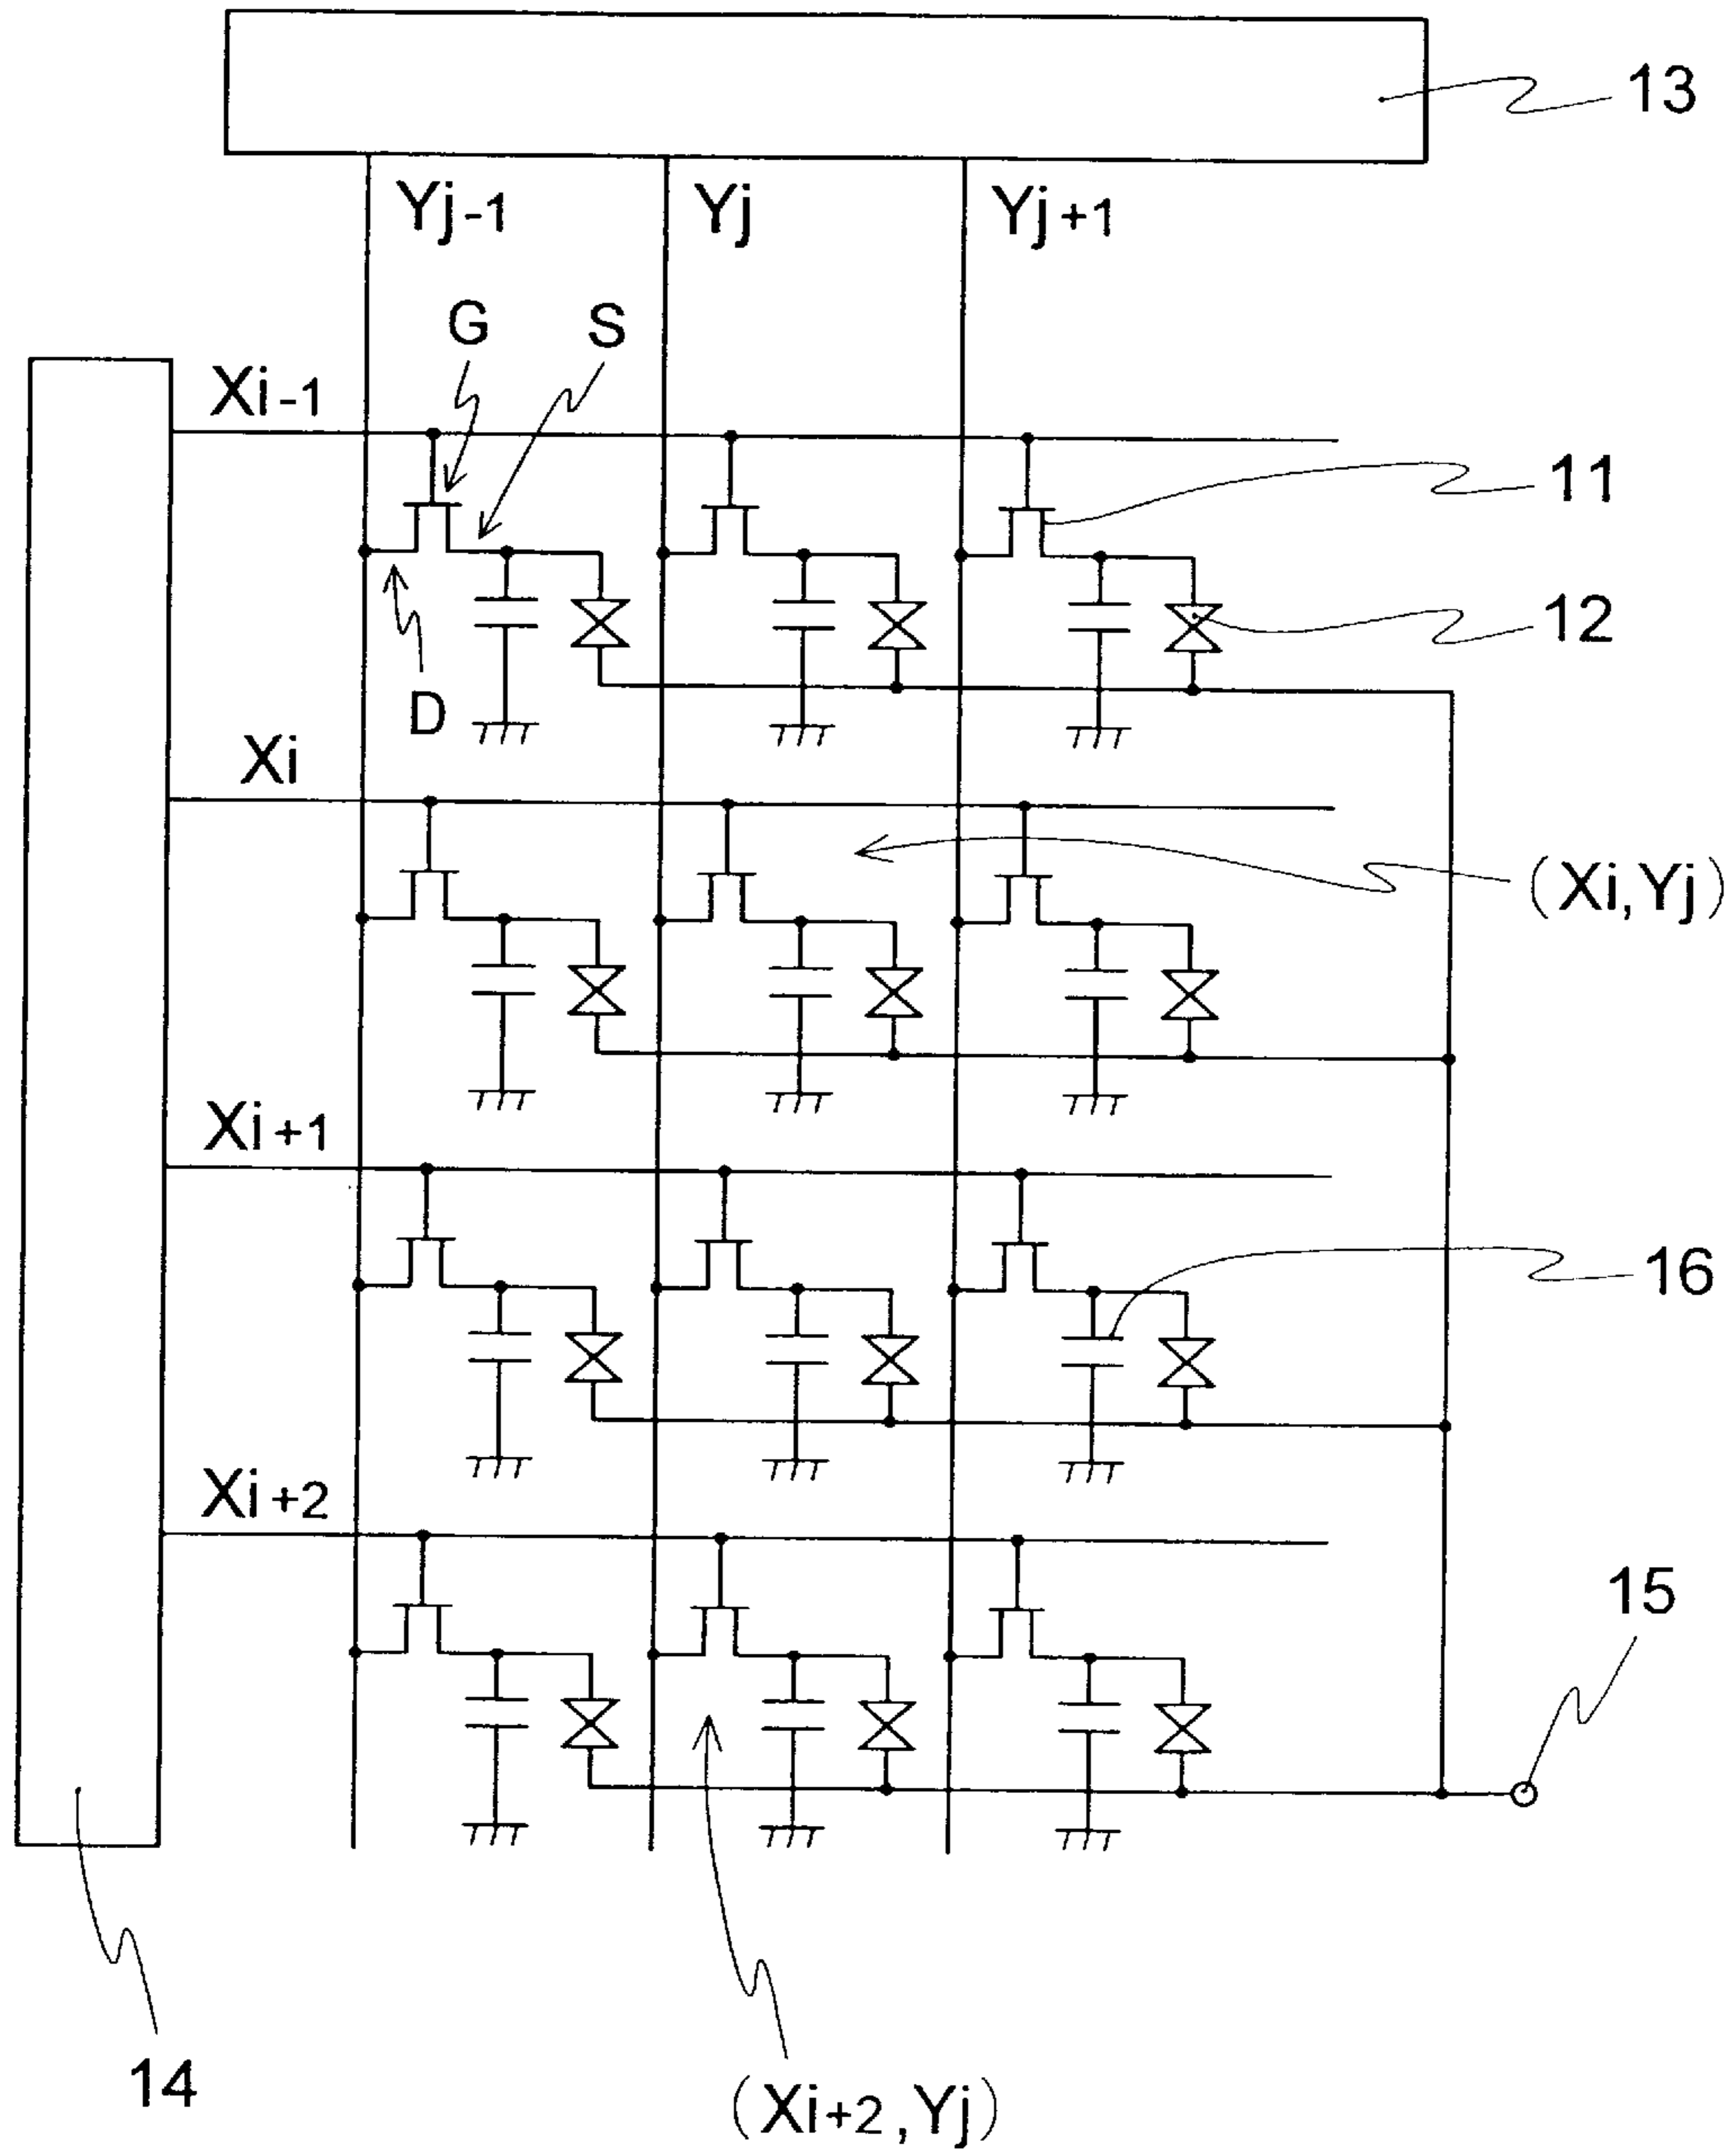 13
Yj-1 Yj Yj+1
G S
Xi-1
11
12
D
Xi
(Xi,Yj)
Xi+1
16
Xi+2
15
14
(Xi+2,Yj)